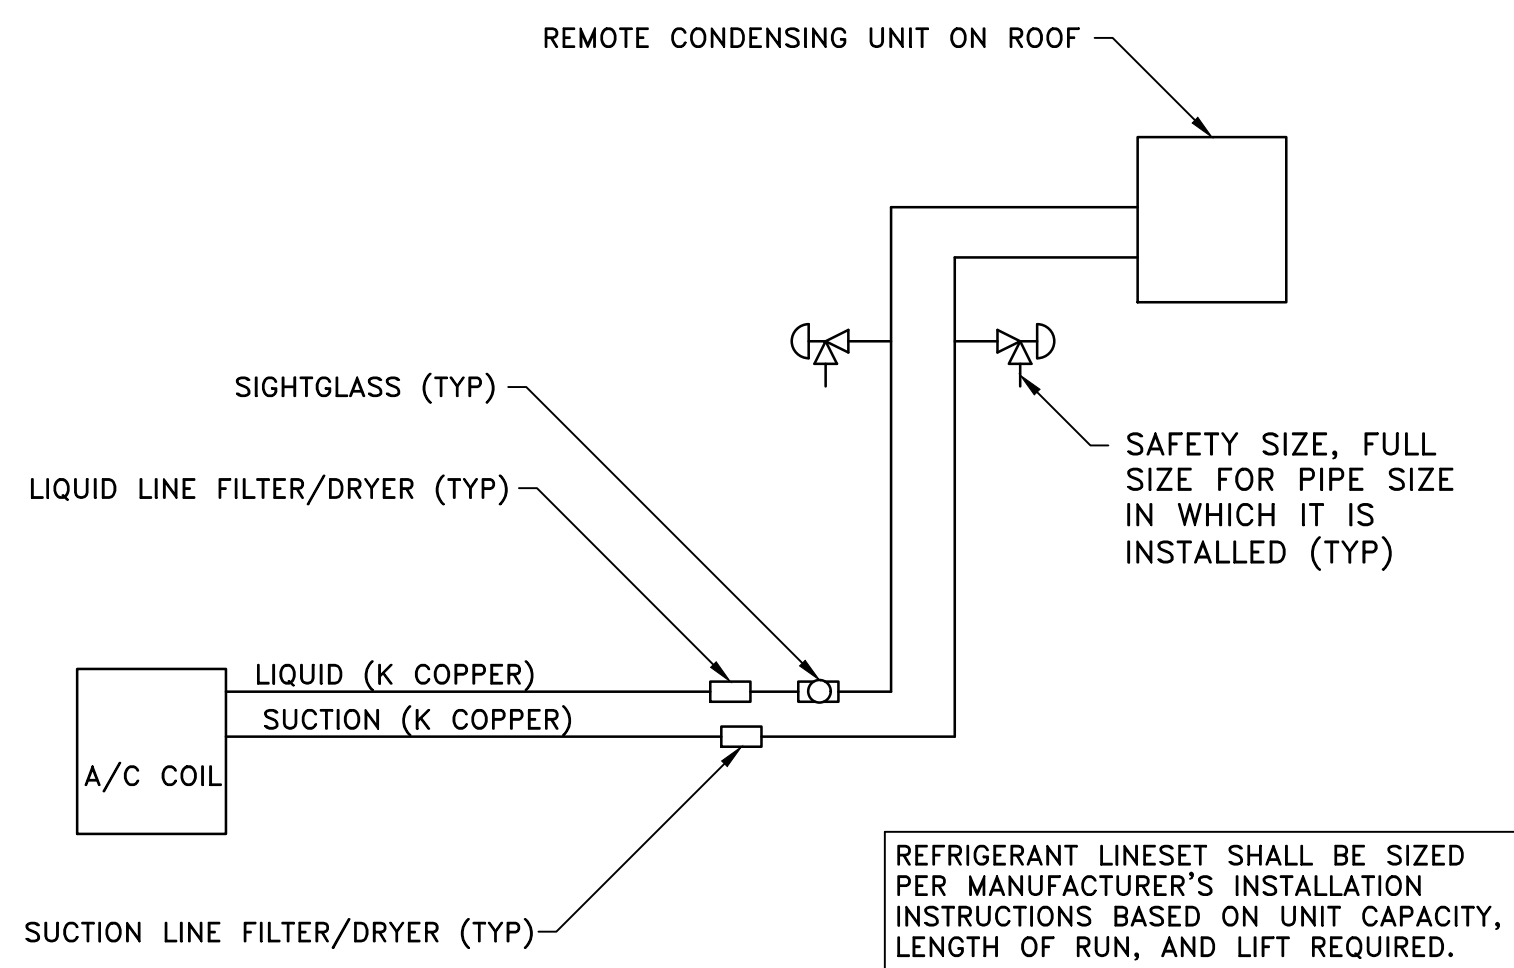 REMOTE CONDENSING UNIT ON ROOF
SIGHTGLASS (TYP)
LIQUID LINE FILTER/DRYER (TYP)
SAFETY SIZE, FULL
SIZE FOR PIPE SIZE
IN WHICH IT IS
INSTALLED (TYP)
LIQUID (K COPPER)
SUCTION (K COPPER)
A/C COIL
SUCTION LINE FILTER/DRYER (TYP)
REFRIGERANT LINESET SHALL BE SIZED
PER MANUFACTURER'S INSTALLATION
INSTRUCTIONS BASED ON UNIT CAPACITY,
LENGTH OF RUN, AND LIFT REQUIRED.